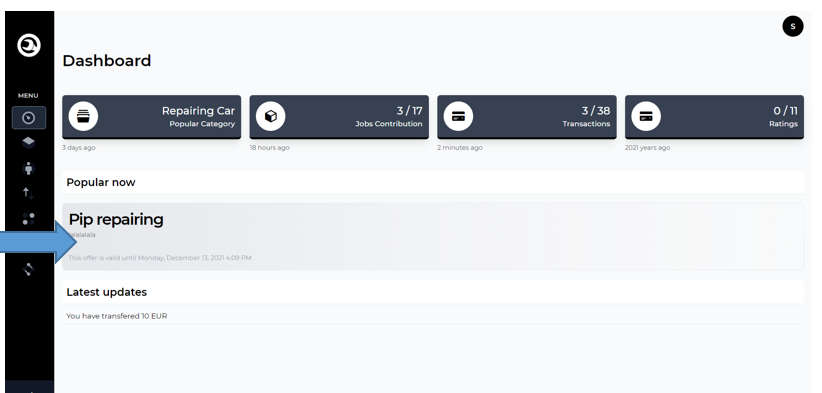 S
Dashboard
MENU
Repairing Car
Popular Category
3 / 17
Jobs Contribution
3 / 38
Transactions
0 / 11
Ratings
3 days ago
18 hours ago
2 minutes ago
2021 years ago
Popular now
Pip repairing
This offer is valid until Monday, December 13, 2021 4:09 PM
Latest updates
You have transfered 10 EUR